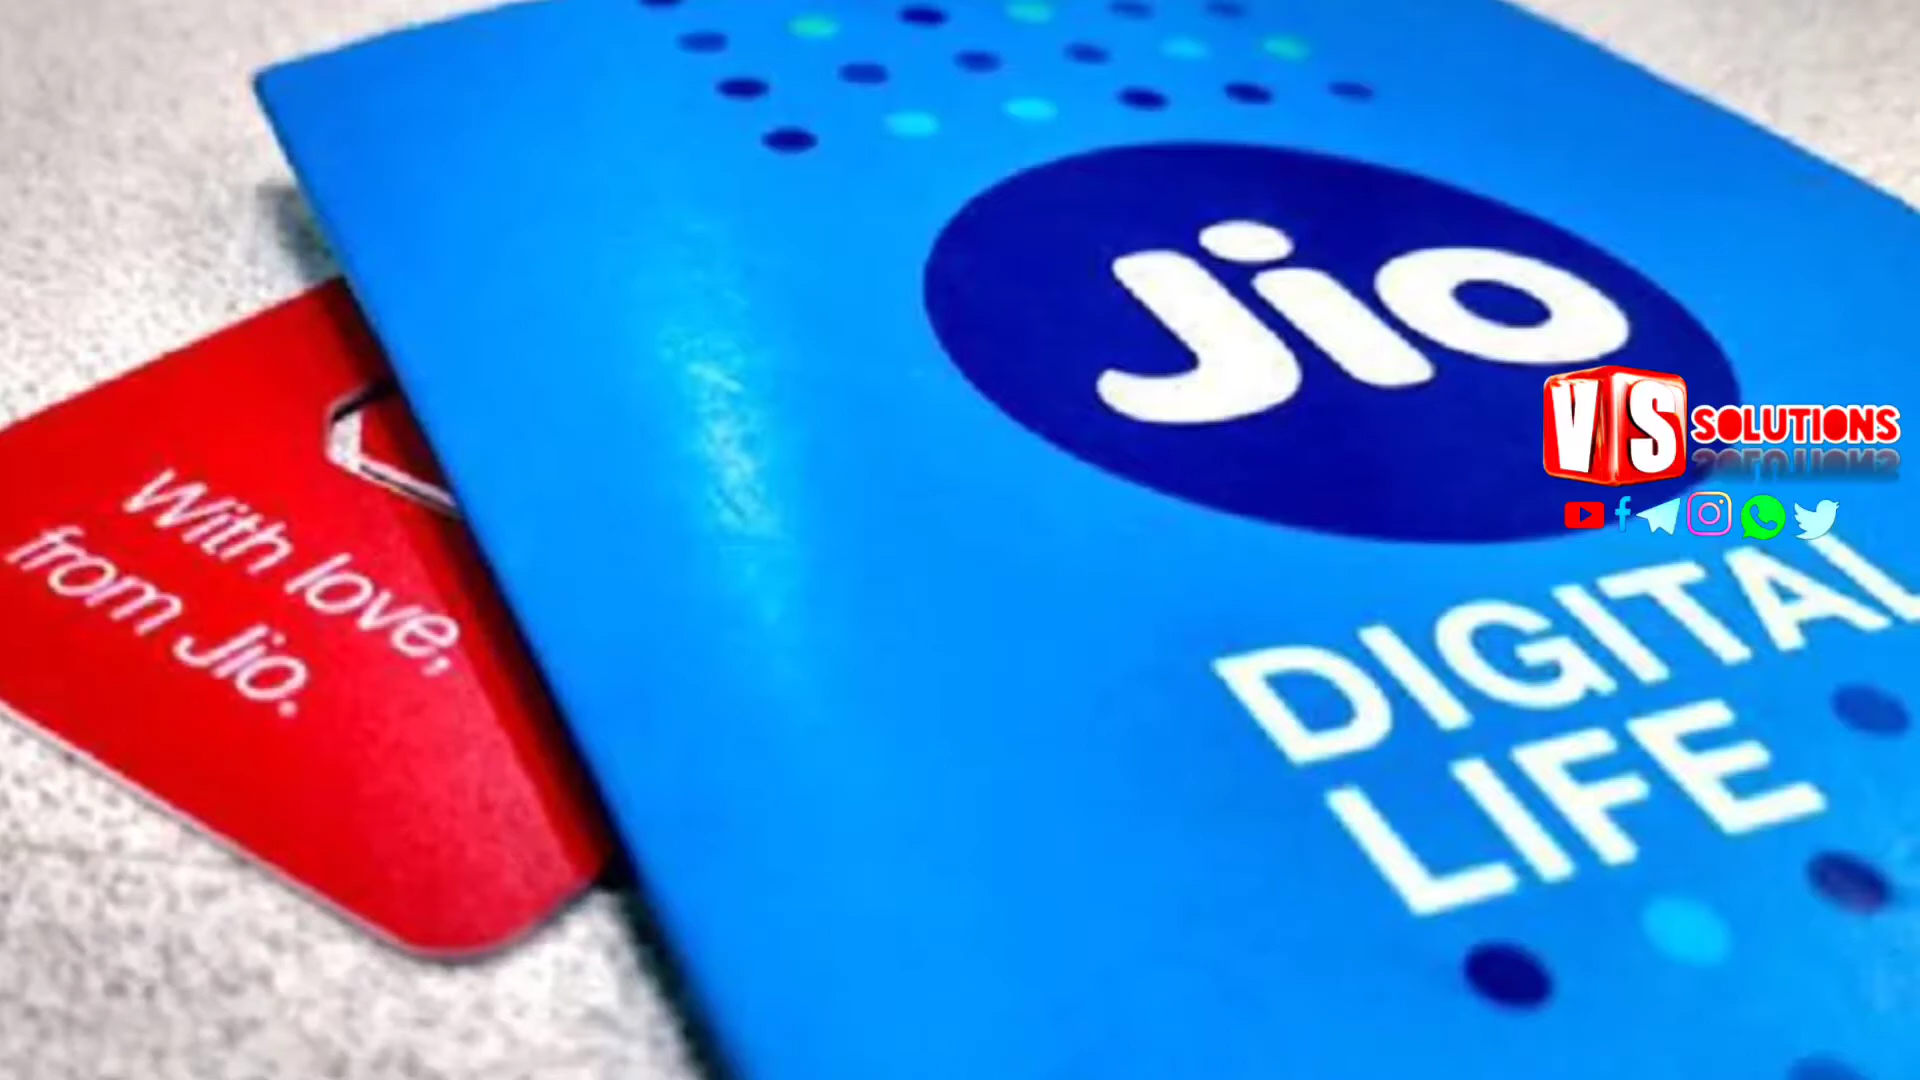 Jio
VS SOLUTIONS
DIGITAL
LIFE
With love,
from Jio.